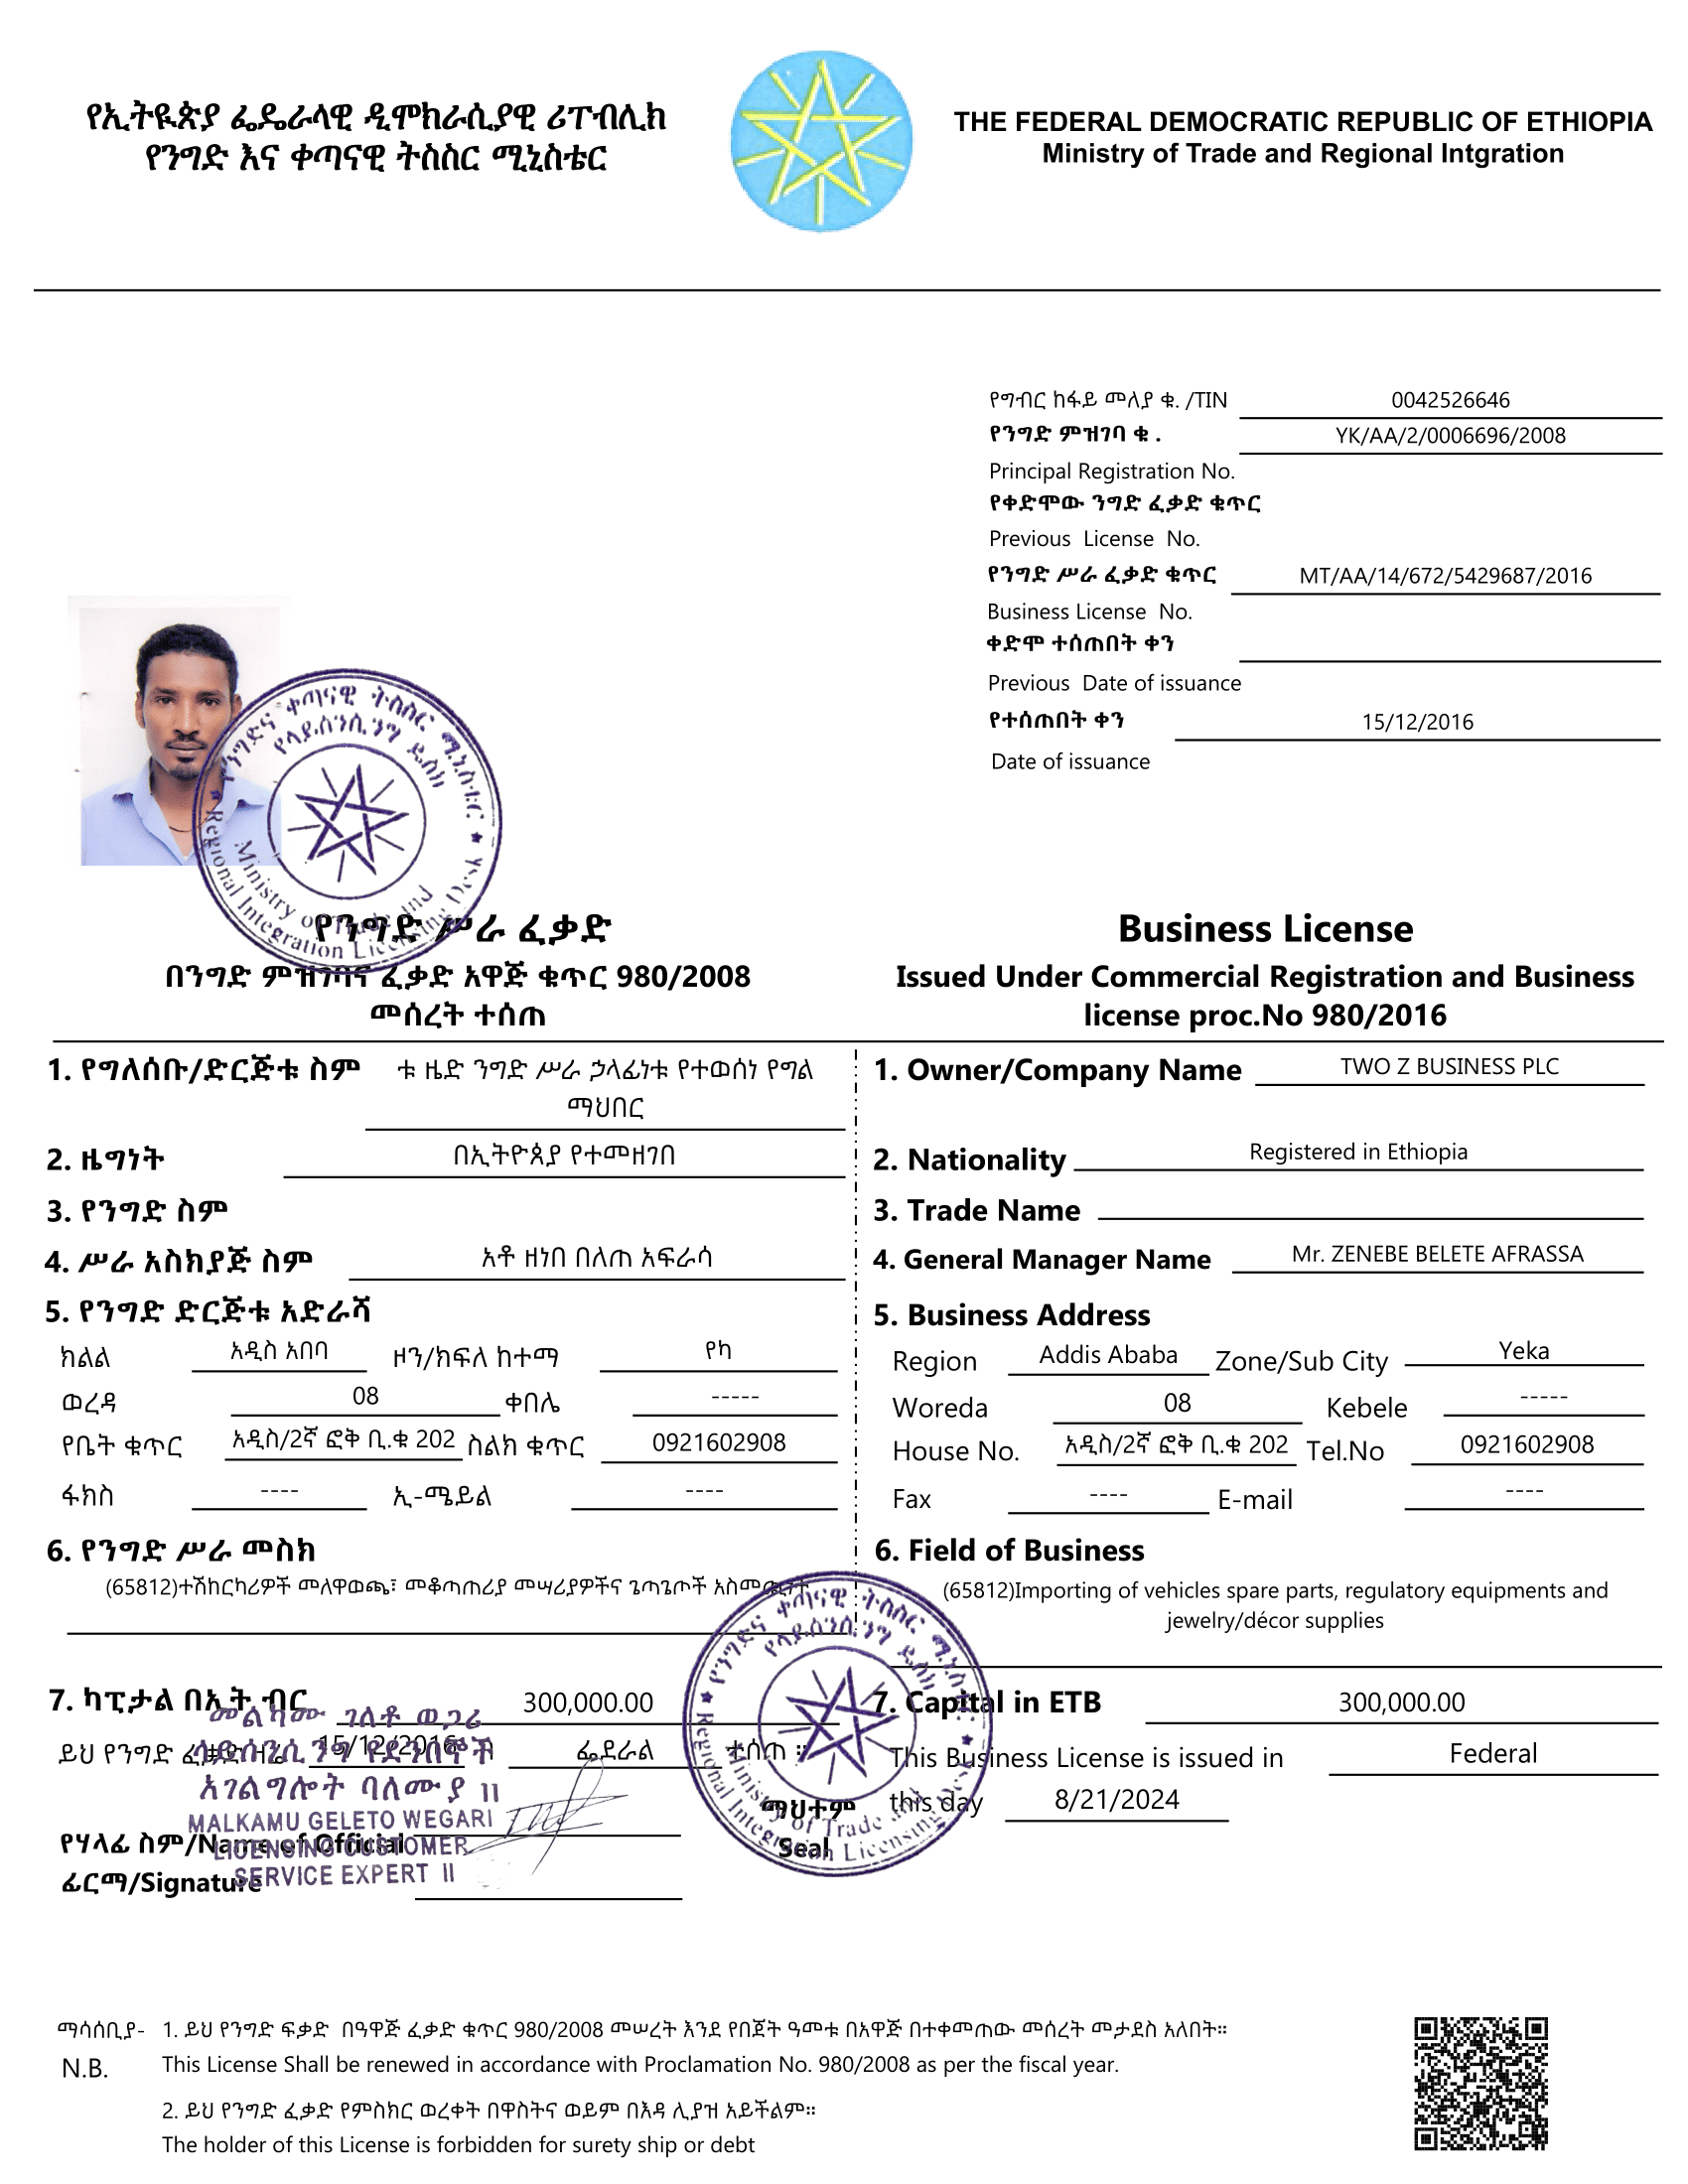 የኢትዮጵያ ፌዴራላዊ ዲሞክራሲያዊ ሪፐብሊክ
የንግድ እና ቀጣናዊ ትስስር ሚኒስቴር
THE FEDERAL DEMOCRATIC REPUBLIC OF ETHIOPIA
Ministry of Trade and Regional Intgration
የግብር ከፋይ መለያ ቁ. /TIN 0042526646
የንግድ ምዝገባ ቁ . YK/AA/2/0006696/2008
Principal Registration No.
የቀድሞው ንግድ ፈቃድ ቁጥር
Previous License No.
የንግድ ሥራ ፈቃድ ቁጥር MT/AA/14/672/5429687/2016
Business License No.
ቀድሞ ተሰጠበት ቀን
Previous Date of issuance
የተሰጠበት ቀን 15/12/2016
Date of issuance
የንግድና ቀጣናዊ ትስስር ሚኒስቴር
የላይሰንሲንግ ዴስክ
Ministry of Trade and
Regional Integration Licensing Desk
የንግድ ሥራ ፈቃድ
በንግድ ምዝገባና ፈቃድ አዋጅ ቁጥር 980/2008
መሰረት ተሰጠ
Business License
Issued Under Commercial Registration and Business
license proc.No 980/2016
1. የግለሰቡ/ድርጅቱ ስም ቱ ዜድ ንግድ ሥራ ኃላፊነቱ የተወሰነ የግል
ማህበር
2. ዜግነት በኢትዮጵያ የተመዘገበ
3. የንግድ ስም
4. ሥራ አስኪያጅ ስም አቶ ዘነበ በለጠ አፍራሳ
5. የንግድ ድርጅቱ አድራሻ
ክልል አዲስ አበባ ዞን/ክፍለ ከተማ የካ
ወረዳ 08 ቀበሌ -----
የቤት ቁጥር አዲስ/2ኛ ፎቅ ቢ.ቁ 202 ስልክ ቁጥር 0921602908
ፋክስ ---- ኢ-ሜይል ----
6. የንግድ ሥራ መስክ
(65812)ተሽከርካሪዎች መለዋወጫ፣ መቆጣጠሪያ መሣሪያዎችና ጌጣጌጦች አስመጪነት
7. ካፒታል በኢት ብር 300,000.00
ይህ የንግድ 15/12/2016 ፌደራል ተሰጠ ።
1. Owner/Company Name TWO Z BUSINESS PLC
2. Nationality Registered in Ethiopia
3. Trade Name
4. General Manager Name Mr. ZENEBE BELETE AFRASSA
5. Business Address
Region Addis Ababa Zone/Sub City Yeka
Woreda 08 Kebele -----
House No. አዲስ/2ኛ ፎቅ ቢ.ቁ 202 Tel.No 0921602908
Fax ---- E-mail ----
6. Field of Business
(65812)Importing of vehicles spare parts, regulatory equipments and
jewelry/décor supplies
7. Capital in ETB 300,000.00
This Business License is issued in Federal
this day 8/21/2024
መልካሙ ገለቶ ወጋሪ
ላይሰንሲንግ የደንበኞች
አገልግሎት ባለሙያ II
MALKAMU GELETO WEGARI
LICENSING CUSTOMER
SERVICE EXPERT II
የሃላፊ ስም/Name of Official
ፊርማ/Signature
ማህተም
Seal
የንግድና ቀጣናዊ ትስስር ሚኒስቴር
የላይሰንሲንግ ዴስክ
Ministry of Trade and
Regional Integration Licensing Desk
ማሳሰቢያ- 1. ይህ የንግድ ፍቃድ በዓዋጅ ፈቃድ ቁጥር 980/2008 መሠረት እንደ የበጀት ዓመቱ በአዋጅ በተቀመጠው መሰረት መታደስ አለበት።
N.B. This License Shall be renewed in accordance with Proclamation No. 980/2008 as per the fiscal year.
2. ይህ የንግድ ፈቃድ የምስክር ወረቀት በዋስትና ወይም በእዳ ሊያዝ አይችልም።
The holder of this License is forbidden for surety ship or debt